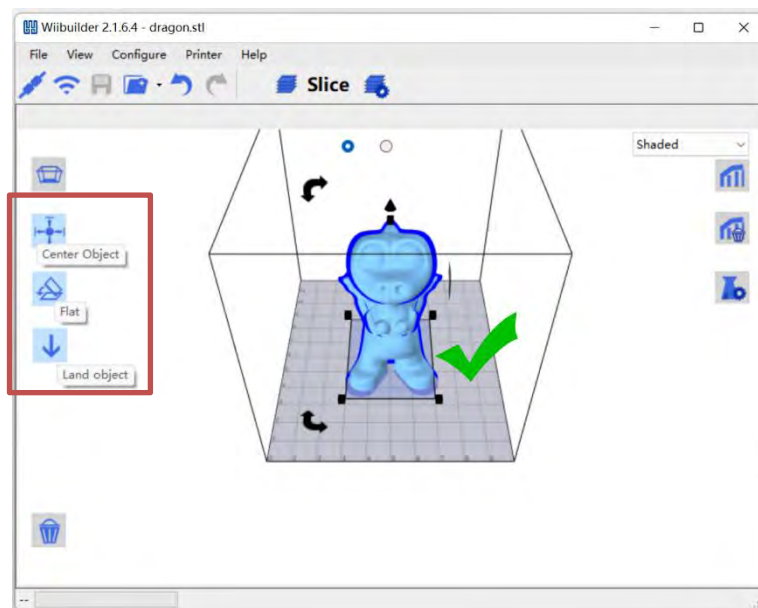 Wiibuilder 2.1.6.4 - dragon.stl
File View Configure Printer Help
Slice
Shaded
Center Object
Flat
Land object
--